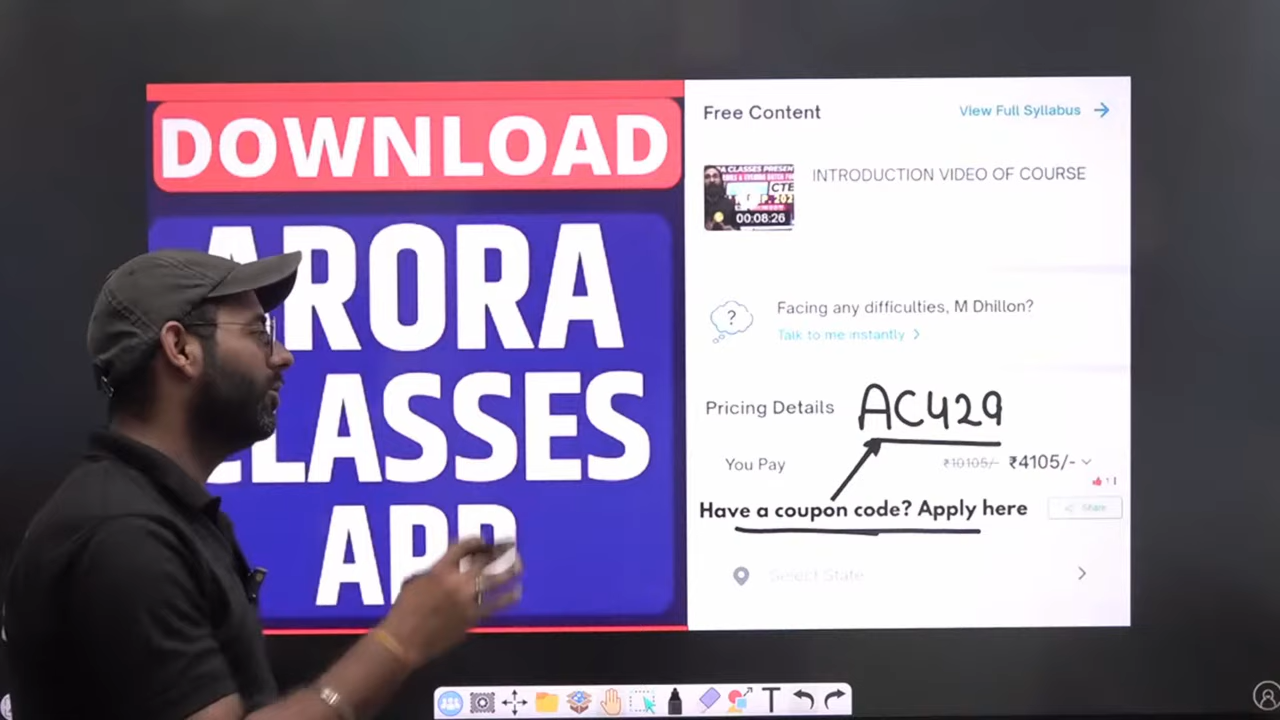 DOWNLOAD
ARORA
CLASSES
APP
Free Content
View Full Syllabus
INTRODUCTION VIDEO OF COURSE
00:08:26
Facing any difficulties, M Dhillon?
Talk to me instantly
Pricing Details AC429
You Pay ₹10105/- ₹4105/-
Have a coupon code? Apply here
Share
Select State